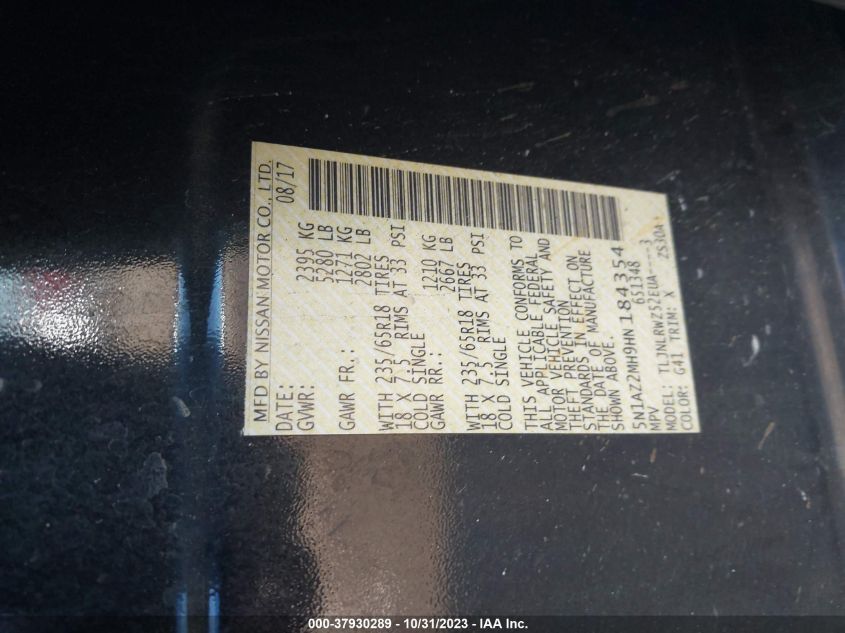 MFD BY NISSAN MOTOR CO., LTD.
DATE: 08/17
GVWR: 2395 KG
5280 LB
GAWR FR.: 1271 KG
2802 LB
WITH 235/65R18 TIRES
18 X 7.5 RIMS AT 33 PSI
COLD SINGLE
GAWR RR.: 1210 KG
2667 LB
WITH 235/65R18 TIRES
18 X 7.5 RIMS AT 33 PSI
COLD SINGLE
THIS VEHICLE CONFORMS TO
ALL APPLICABLE FEDERAL
MOTOR VEHICLE SAFETY AND
THEFT PREVENTION
STANDARDS IN EFFECT ON
THE DATE OF MANUFACTURE
SHOWN ABOVE.
5N1AZ2MH9HN184354
MPV 651348
MODEL: TLJNLRWZ52EUA----3
COLOR: G41 TRIM: X ZS30A
000-37930289 - 10/31/2023 - IAA Inc.